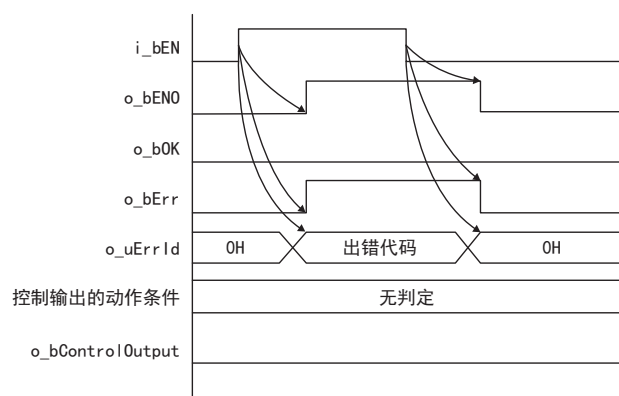 i_bEN
o_bENO
o_bOK
o_bErr
o_uErrId 0H 出错代码 0H
控制输出的动作条件 无判定
o_bControlOutput